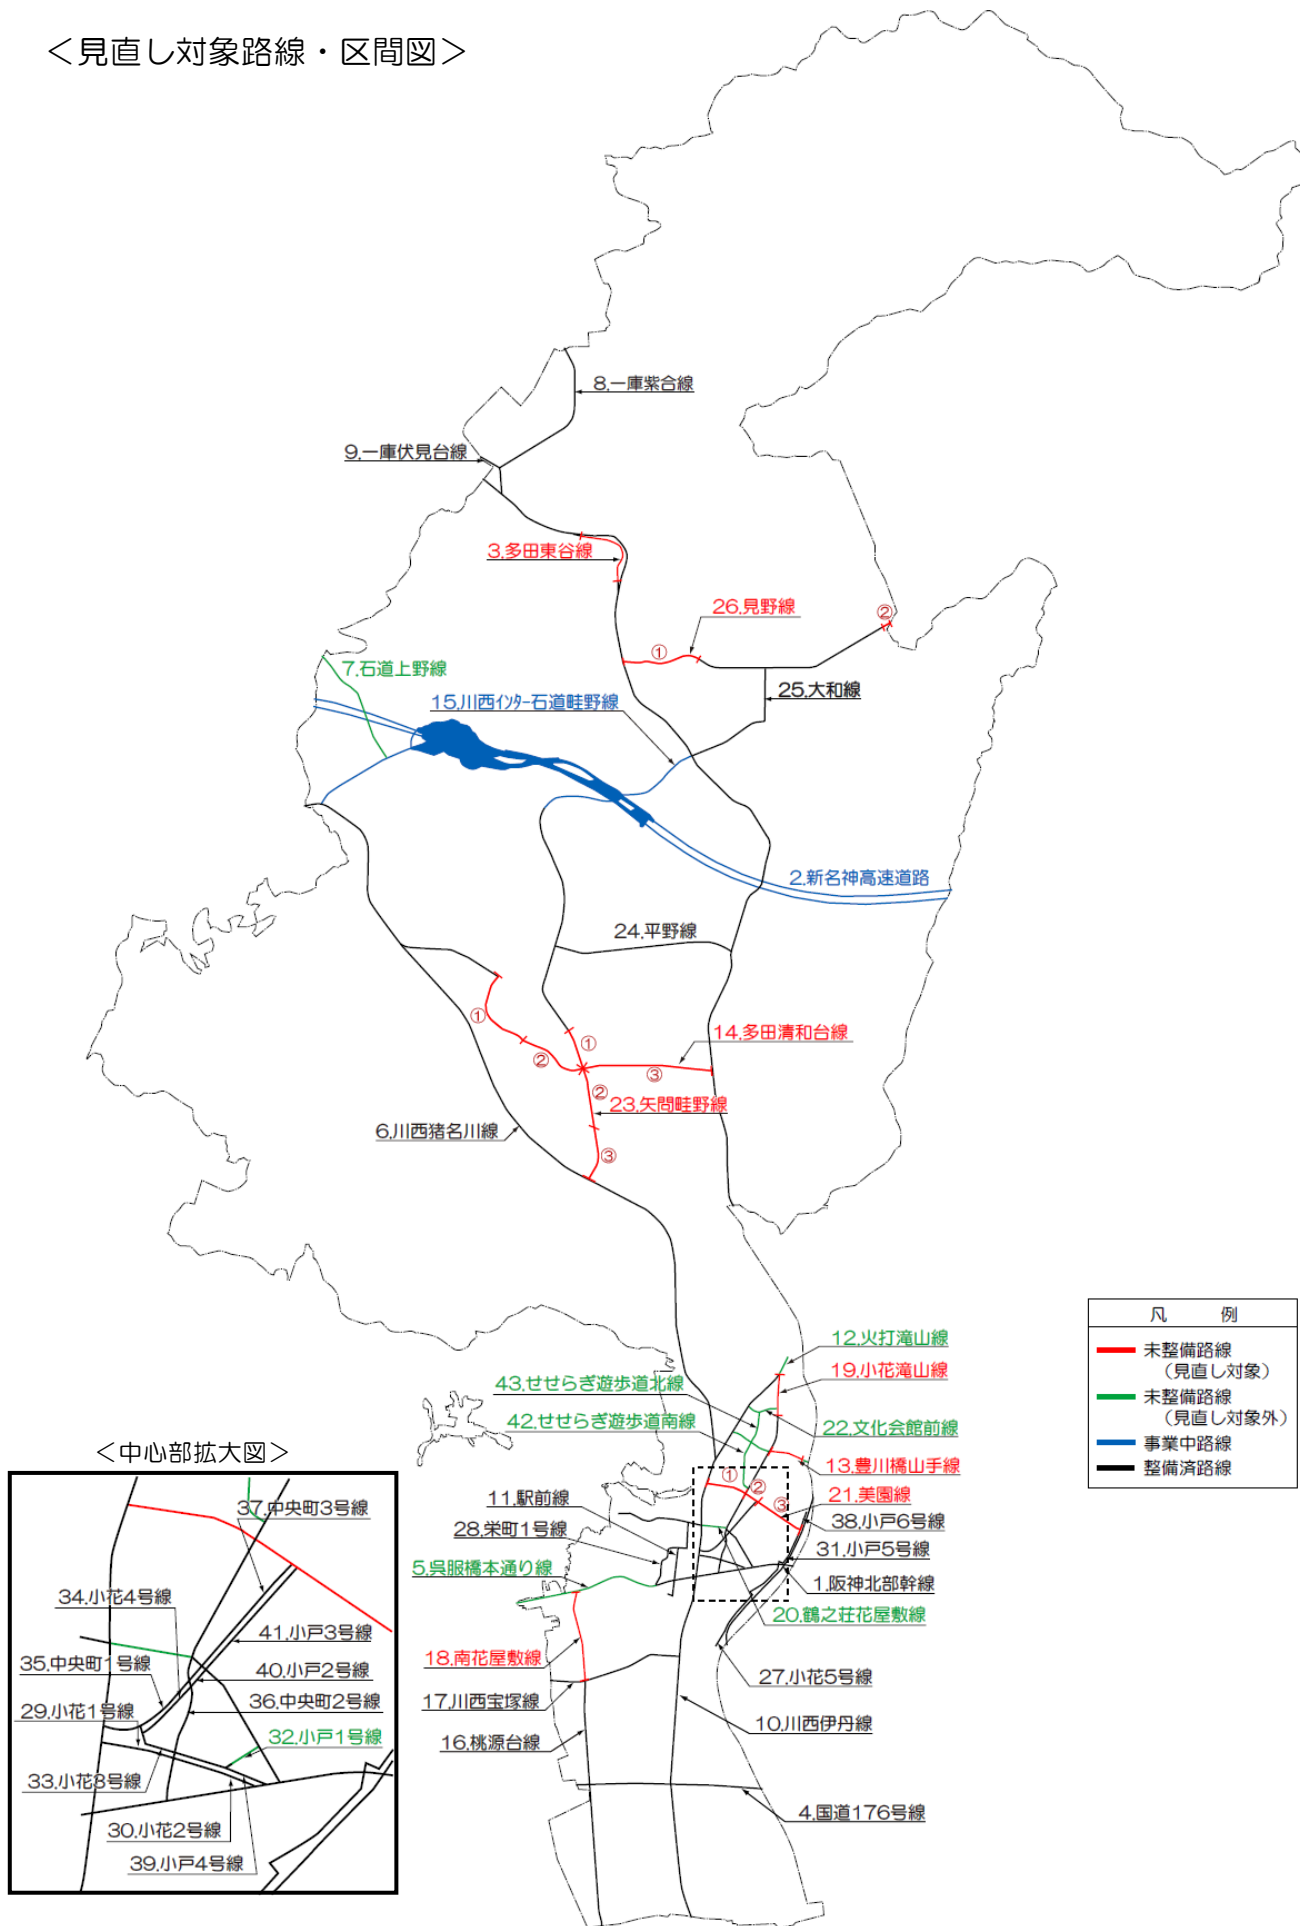 ＜見直し対象路線・区間図＞
8.一庫紫合線
9.一庫伏見台線
3.多田東谷線
26.見野線
②
①
7.石道上野線
25.大和線
15.川西インター石道畦野線
2.新名神高速道路
24.平野線
①
①
14.多田清和台線
②
③
②
23.矢問畦野線
6.川西猪名川線
③
凡　例
未整備路線
（見直し対象）
未整備路線
（見直し対象外）
事業中路線
整備済路線
12.火打滝山線
19.小花滝山線
43.せせらぎ遊歩道北線
42.せせらぎ遊歩道南線
22.文化会館前線
13.豊川橋山手線
①
②
③
21.美園線
11.駅前線
38.小戸6号線
28.栄町1号線
31.小戸5号線
5.呉服橋本通り線
1.阪神北部幹線
20.鶴之荘花屋敷線
18.南花屋敷線
27.小花5号線
17.川西宝塚線
10.川西伊丹線
16.桃源台線
4.国道176号線
＜中心部拡大図＞
37.中央町3号線
34.小花4号線
41.小戸3号線
35.中央町1号線
40.小戸2号線
29.小花1号線
36.中央町2号線
32.小戸1号線
33.小花3号線
30.小花2号線
39.小戸4号線